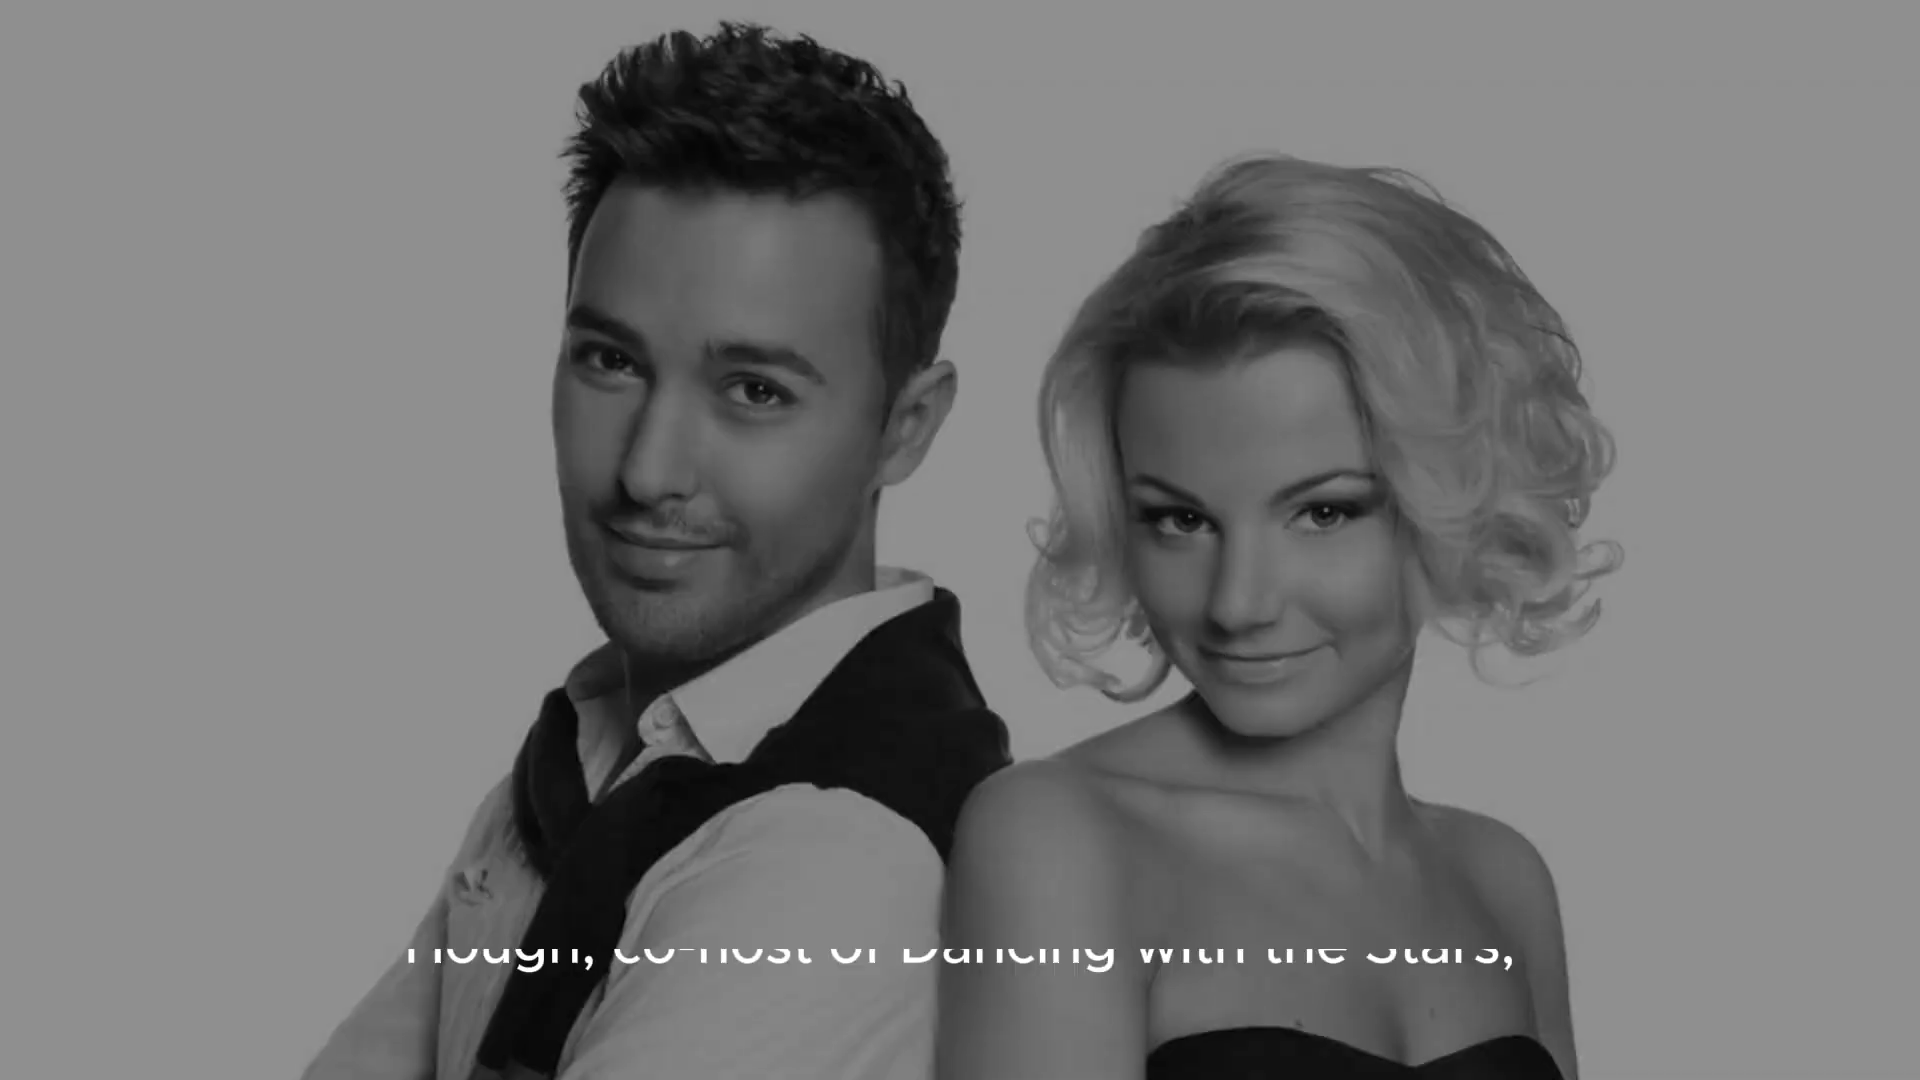 Hough, co-host of Dancing with the Stars,